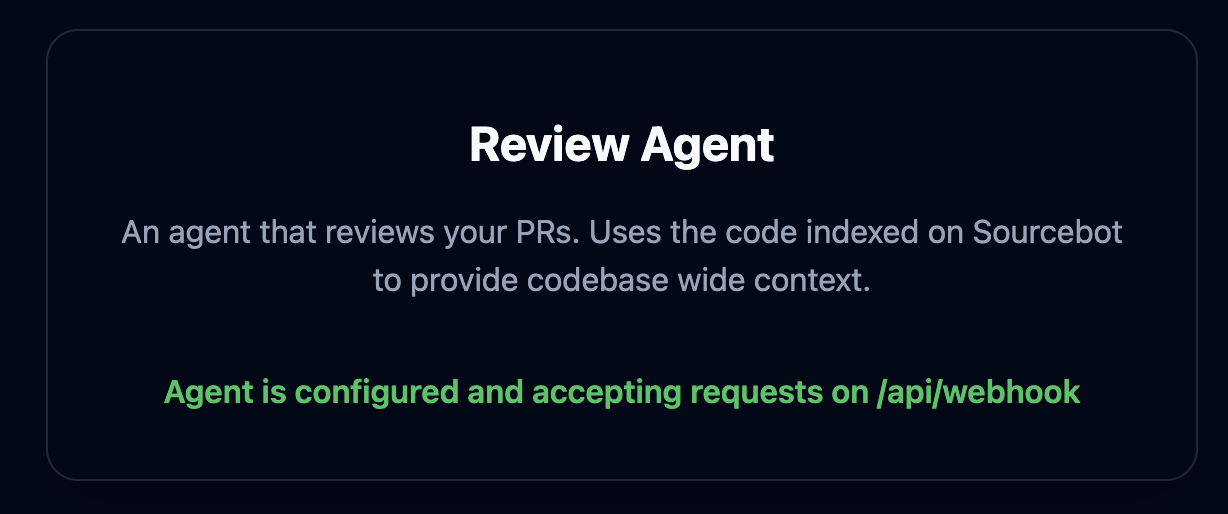 Review Agent
An agent that reviews your PRs. Uses the code indexed on Sourcebot
to provide codebase wide context.
Agent is configured and accepting requests on /api/webhook